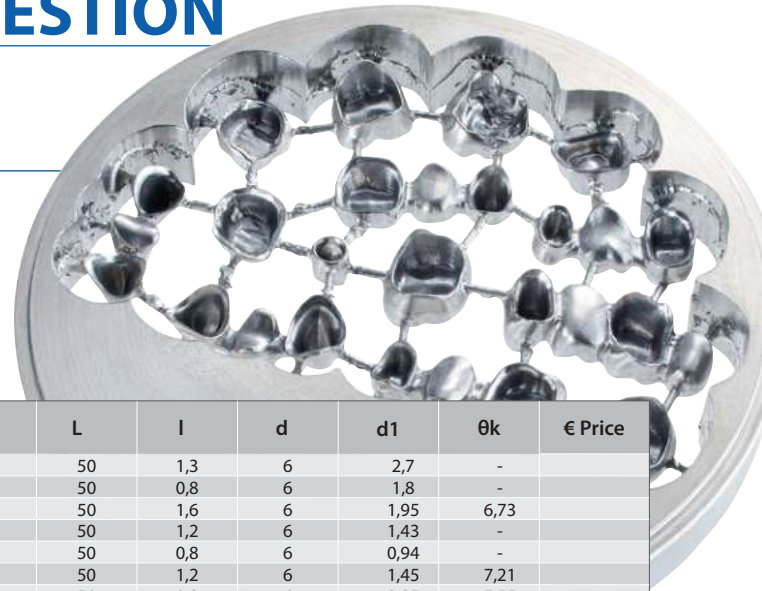 ESTION
L l d d1 θk € Price
50 1,3 6 2,7 -
50 0,8 6 1,8 -
50 1,6 6 1,95 6,73
50 1,2 6 1,43 -
50 0,8 6 0,94 -
50 1,2 6 1,45 7,21